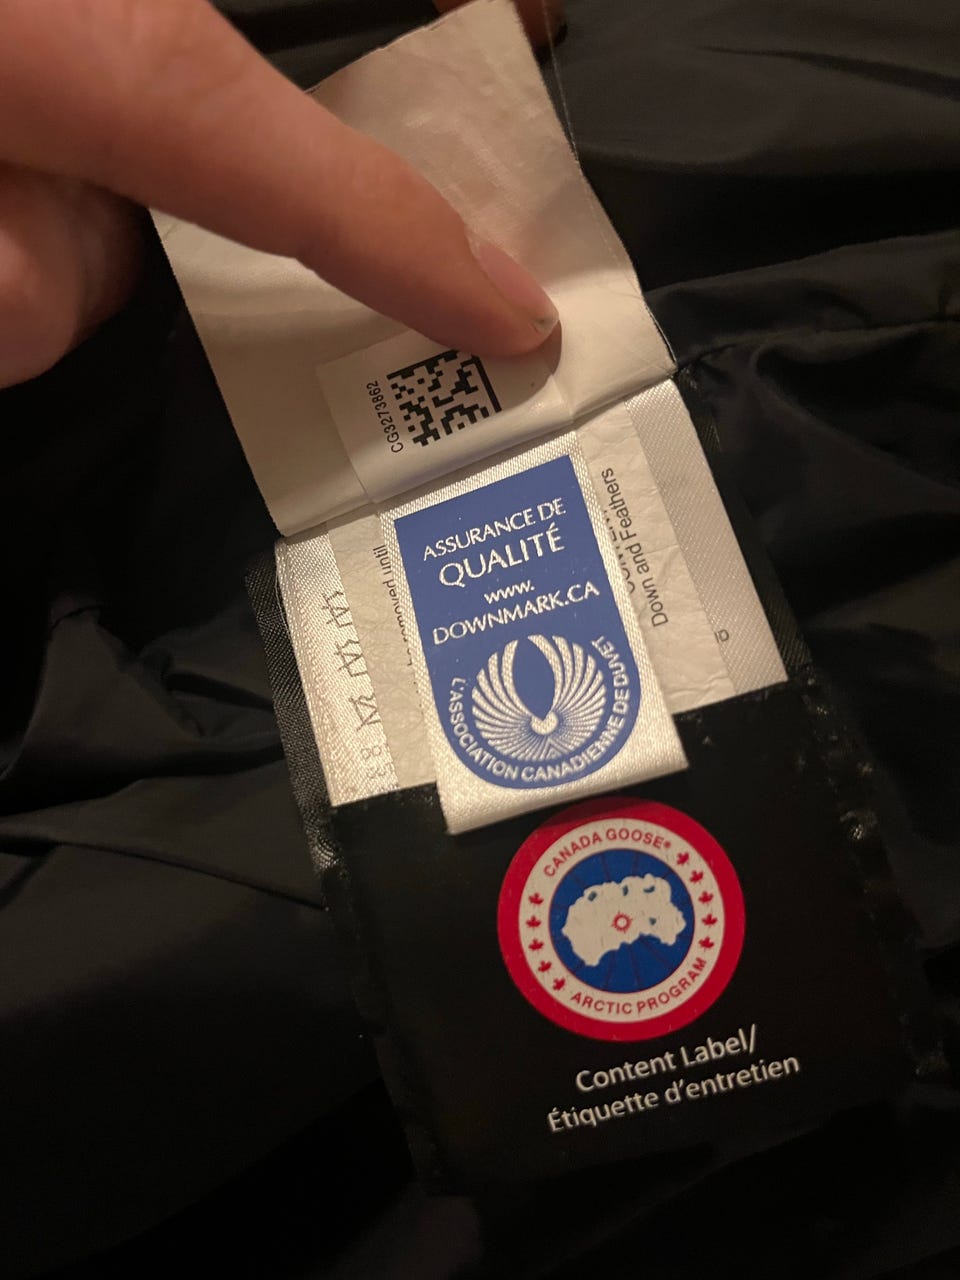 CG3273862
ASSURANCE DE
QUALITÉ
www.
DOWNMARK.CA
L'ASSOCIATION CANADIENNE DE DUVET
until
Down and Feathers
CANADA GOOSE®
ARCTIC PROGRAM
Content Label/
Étiquette d'entretien